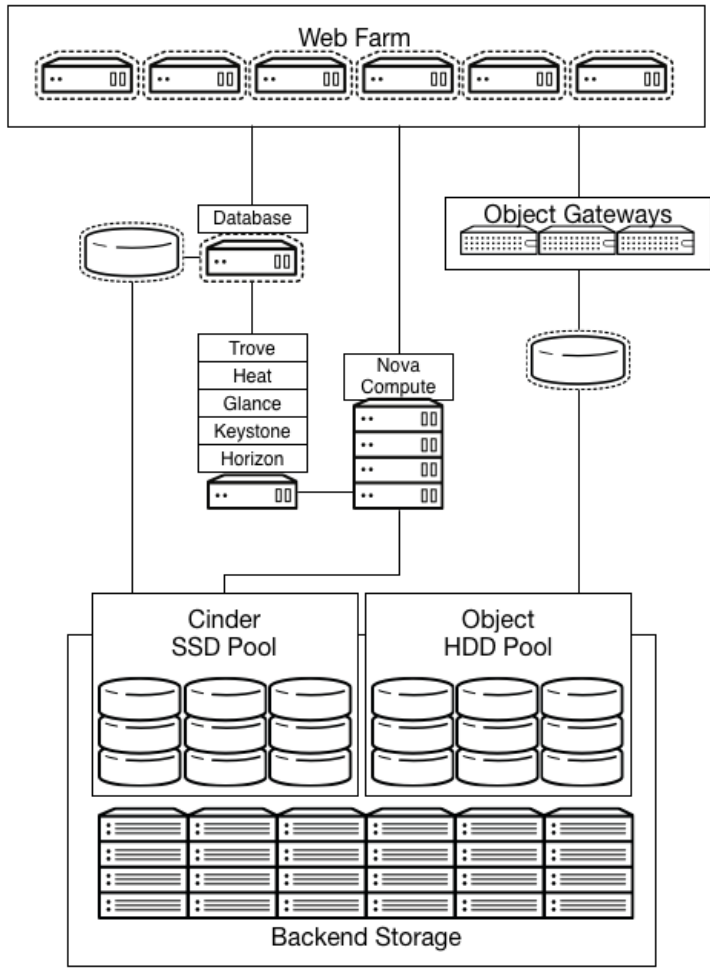 Web Farm
Database
Object Gateways
Trove
Heat
Glance
Keystone
Horizon
Nova
Compute
Cinder
SSD Pool
Object
HDD Pool
Backend Storage